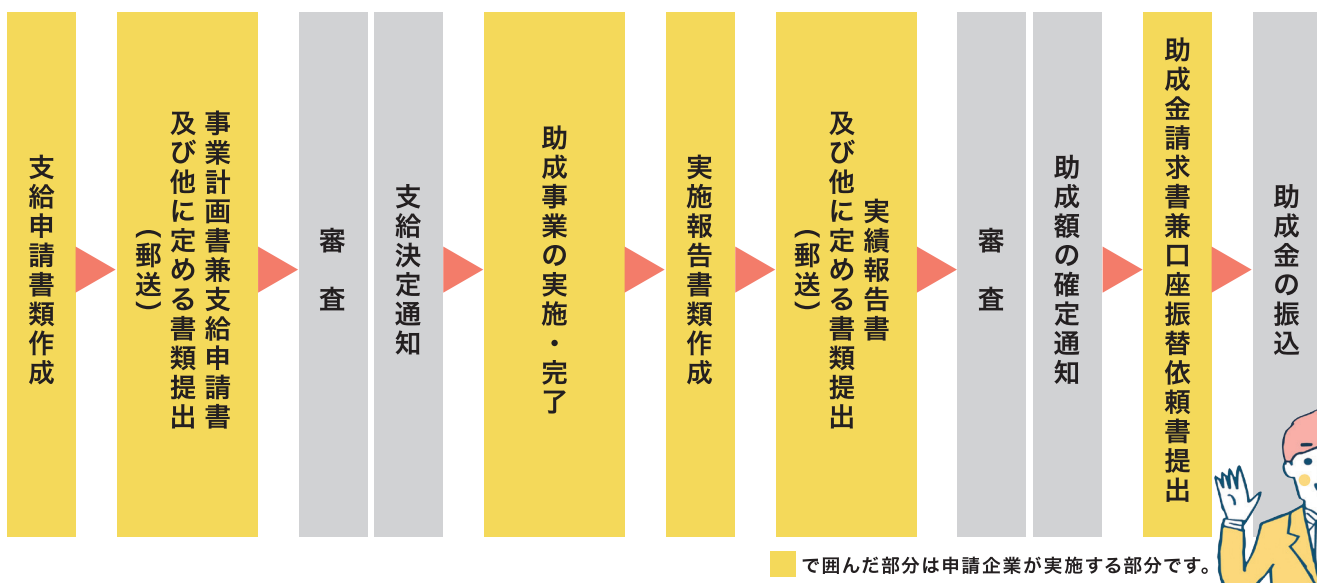 支給申請書類作成
事業計画書兼支給申請書
及び他に定める書類提出
（郵送）
審査
支給決定通知
助成事業の実施・完了
実施報告書類作成
実績報告書
及び他に定める書類提出
（郵送）
審査
助成額の確定通知
助成金請求書兼口座振替依頼書提出
助成金の振込
で囲んだ部分は申請企業が実施する部分です。